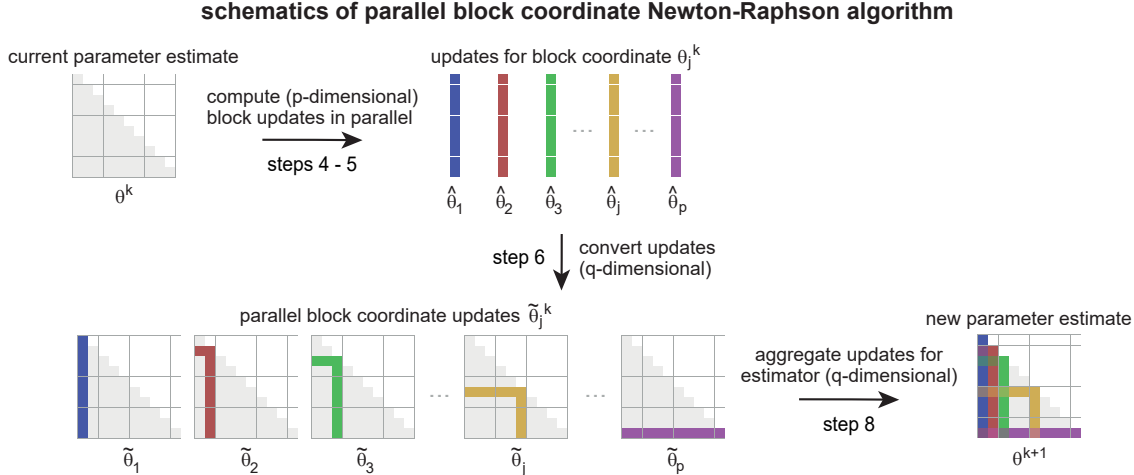 schematics of parallel block coordinate Newton-Raphson algorithm
current parameter estimate
θ^k
compute (p-dimensional)
block updates in parallel
steps 4 - 5
updates for block coordinate θ_j^k
... ...
θ̂_1 θ̂_2 θ̂_3 θ̂_j θ̂_p
step 6
convert updates
(q-dimensional)
parallel block coordinate updates θ̃_j^k
... ...
θ̃_1 θ̃_2 θ̃_3 θ̃_j θ̃_p
aggregate updates for
estimator (q-dimensional)
step 8
new parameter estimate
θ^{k+1}